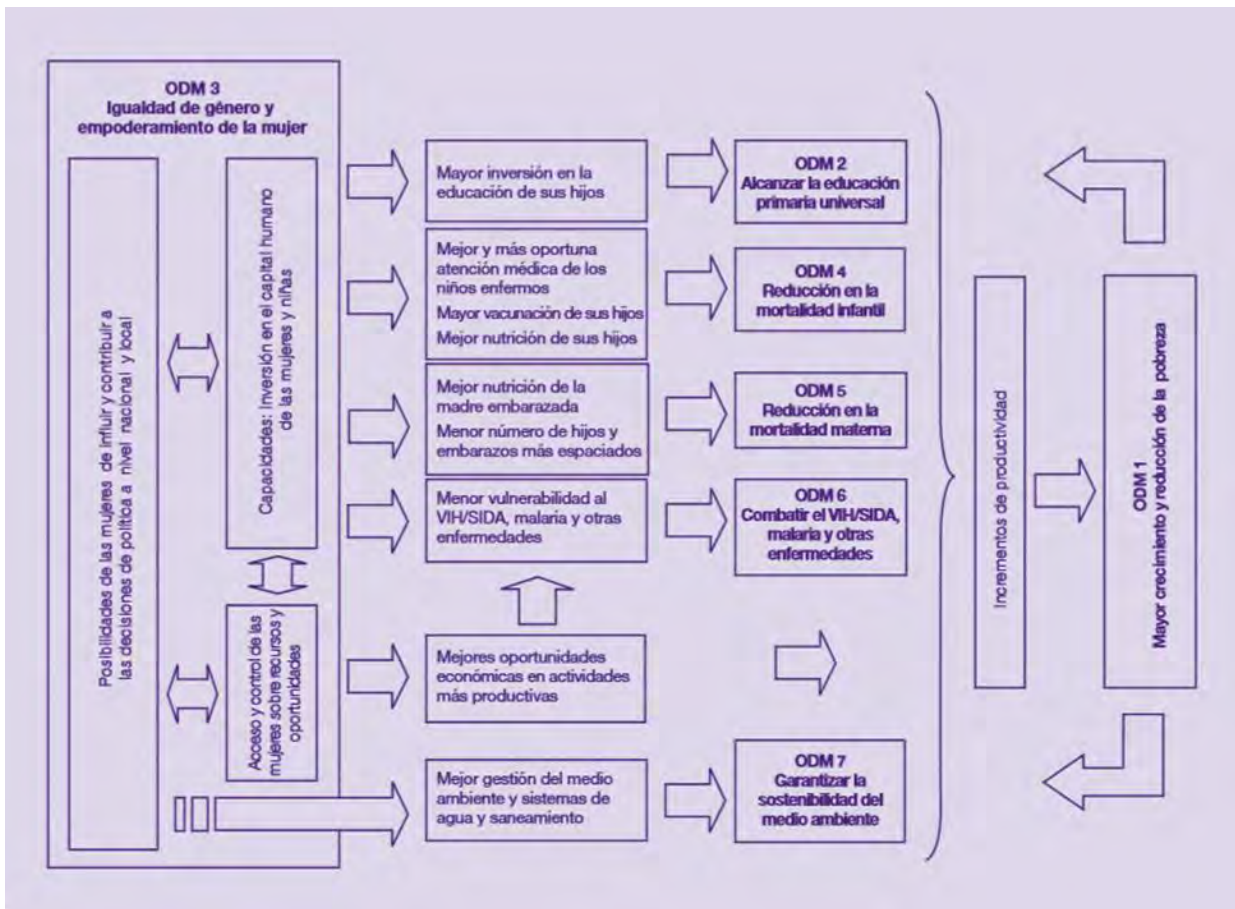 ODM 3
Igualdad de género y
empoderamiento de la mujer
Posibilidades de las mujeres de influir y contribuir a
las decisiones de política a nivel nacional y local
Capacidades: Inversión en el capital humano
de las mujeres y niñas
Acceso y control de las
mujeres sobre recursos y
oportunidades
Mayor inversión en la
educación de sus hijos
Mejor y más oportuna
atención médica de los
niños enfermos
Mayor vacunación de sus hijos
Mejor nutrición de sus hijos
Mejor nutrición de la
madre embarazada
Menor número de hijos y
embarazos más espaciados
Menor vulnerabilidad al
VIH/SIDA, malaria y otras
enfermedades
Mejores oportunidades
económicas en actividades
más productivas
Mejor gestión del medio
ambiente y sistemas de
agua y saneamiento
ODM 2
Alcanzar la educación
primaria universal
ODM 4
Reducción en la
mortalidad infantil
ODM 5
Reducción en la
mortalidad materna
ODM 6
Combatir el VIH/SIDA,
malaria y otras
enfermedades
ODM 7
Garantizar la
sostenibilidad del
medio ambiente
Incrementos de productividad
ODM 1
Mayor crecimiento y reducción de la pobreza